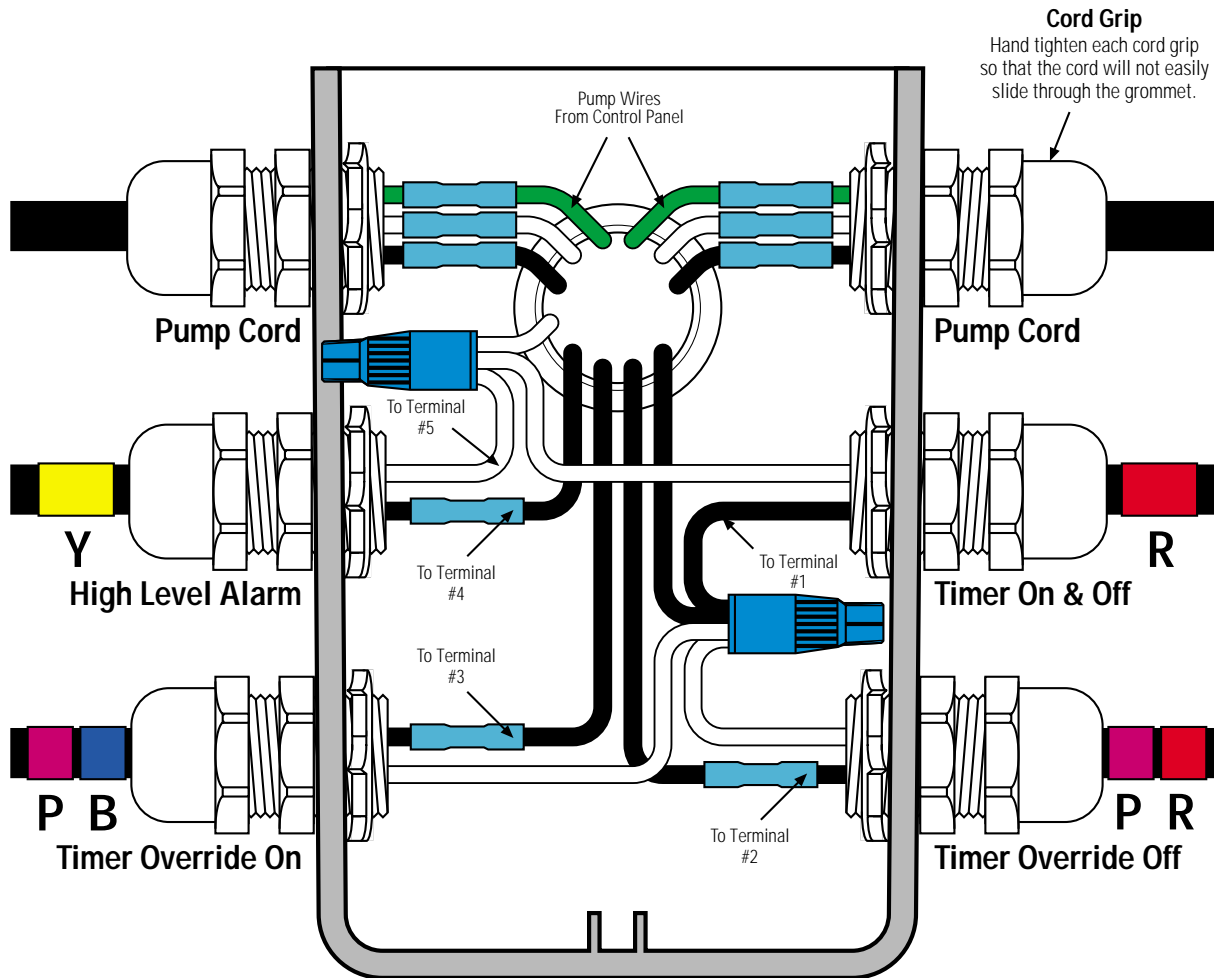 Cord Grip
Hand tighten each cord grip
so that the cord will not easily
slide through the grommet.
Pump Wires
From Control Panel
Pump Cord
Pump Cord
To Terminal
#5
Y
High Level Alarm
To Terminal
#4
To Terminal
#1
R
Timer On & Off
To Terminal
#3
P B
Timer Override On
To Terminal
#2
P R
Timer Override Off